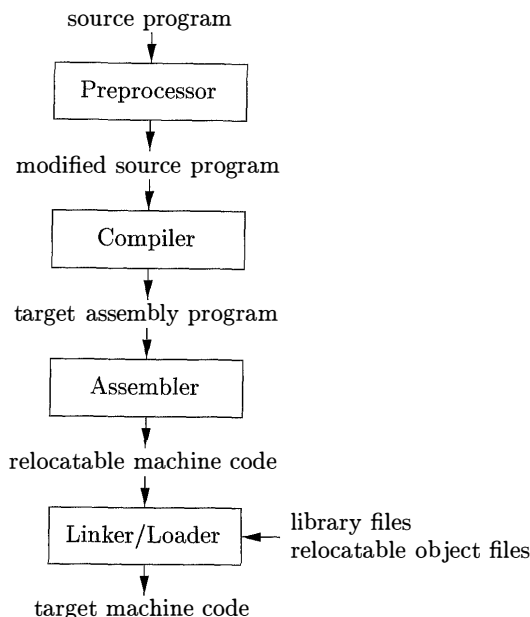 source program
Preprocessor
modified source program
Compiler
target assembly program
Assembler
relocatable machine code
Linker/Loader
library files
relocatable object files
target machine code